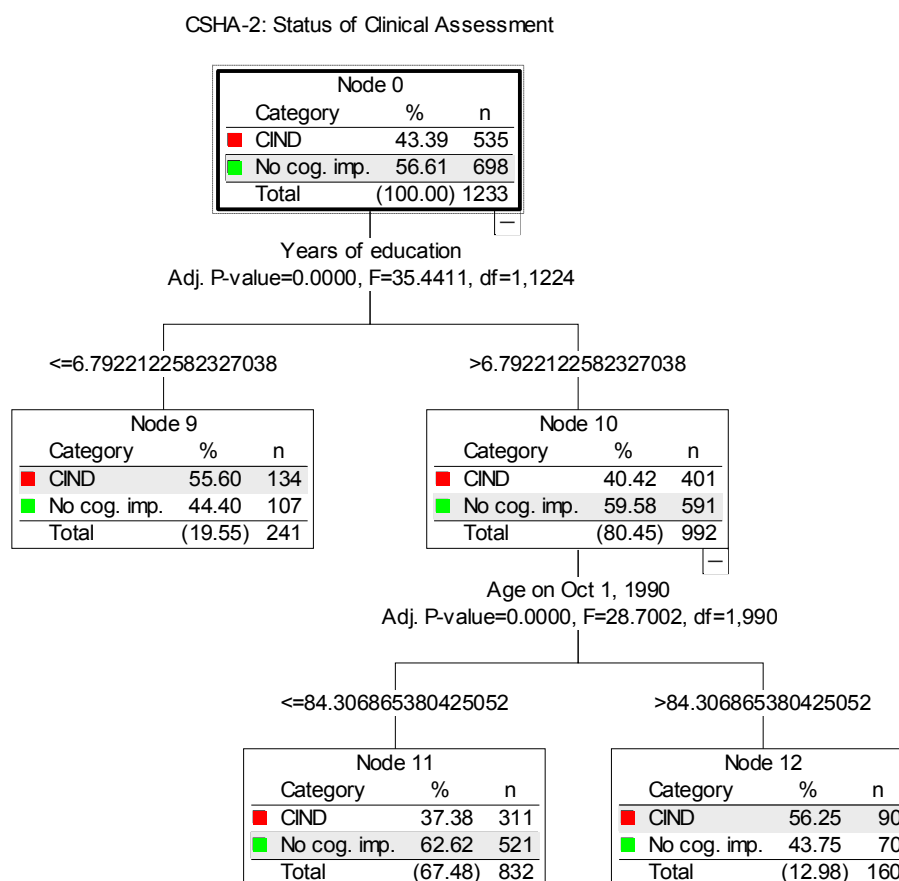 CSHA-2: Status of Clinical Assessment
Node 0
Category % n
CIND 43.39 535
No cog. imp. 56.61 698
Total (100.00) 1233
Years of education
Adj. P-value=0.0000, F=35.4411, df=1,1224
<=6.7922122582327038
>6.7922122582327038
Node 9
Category % n
CIND 55.60 134
No cog. imp. 44.40 107
Total (19.55) 241
Node 10
Category % n
CIND 40.42 401
No cog. imp. 59.58 591
Total (80.45) 992
Age on Oct 1, 1990
Adj. P-value=0.0000, F=28.7002, df=1,990
<=84.306865380425052
>84.306865380425052
Node 11
Category % n
CIND 37.38 311
No cog. imp. 62.62 521
Total (67.48) 832
Node 12
Category % n
CIND 56.25 90
No cog. imp. 43.75 70
Total (12.98) 160